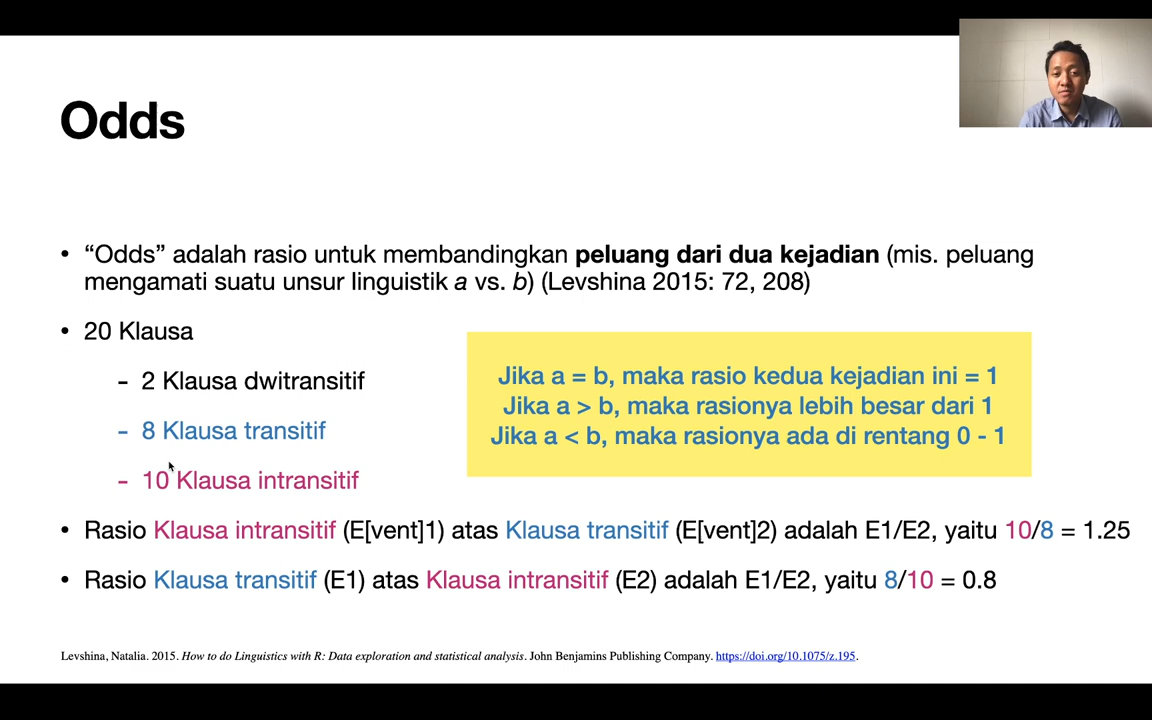 Odds
• “Odds” adalah rasio untuk membandingkan peluang dari dua kejadian (mis. peluang
mengamati suatu unsur linguistik a vs. b) (Levshina 2015: 72, 208)
• 20 Klausa
- 2 Klausa dwitransitif
- 8 Klausa transitif
- 10 Klausa intransitif
Jika a = b, maka rasio kedua kejadian ini = 1
Jika a > b, maka rasionya lebih besar dari 1
Jika a < b, maka rasionya ada di rentang 0 - 1
• Rasio Klausa intransitif (E[vent]1) atas Klausa transitif (E[vent]2) adalah E1/E2, yaitu 10/8 = 1.25
• Rasio Klausa transitif (E1) atas Klausa intransitif (E2) adalah E1/E2, yaitu 8/10 = 0.8
Levshina, Natalia. 2015. How to do Linguistics with R: Data exploration and statistical analysis. John Benjamins Publishing Company. https://doi.org/10.1075/z.195.